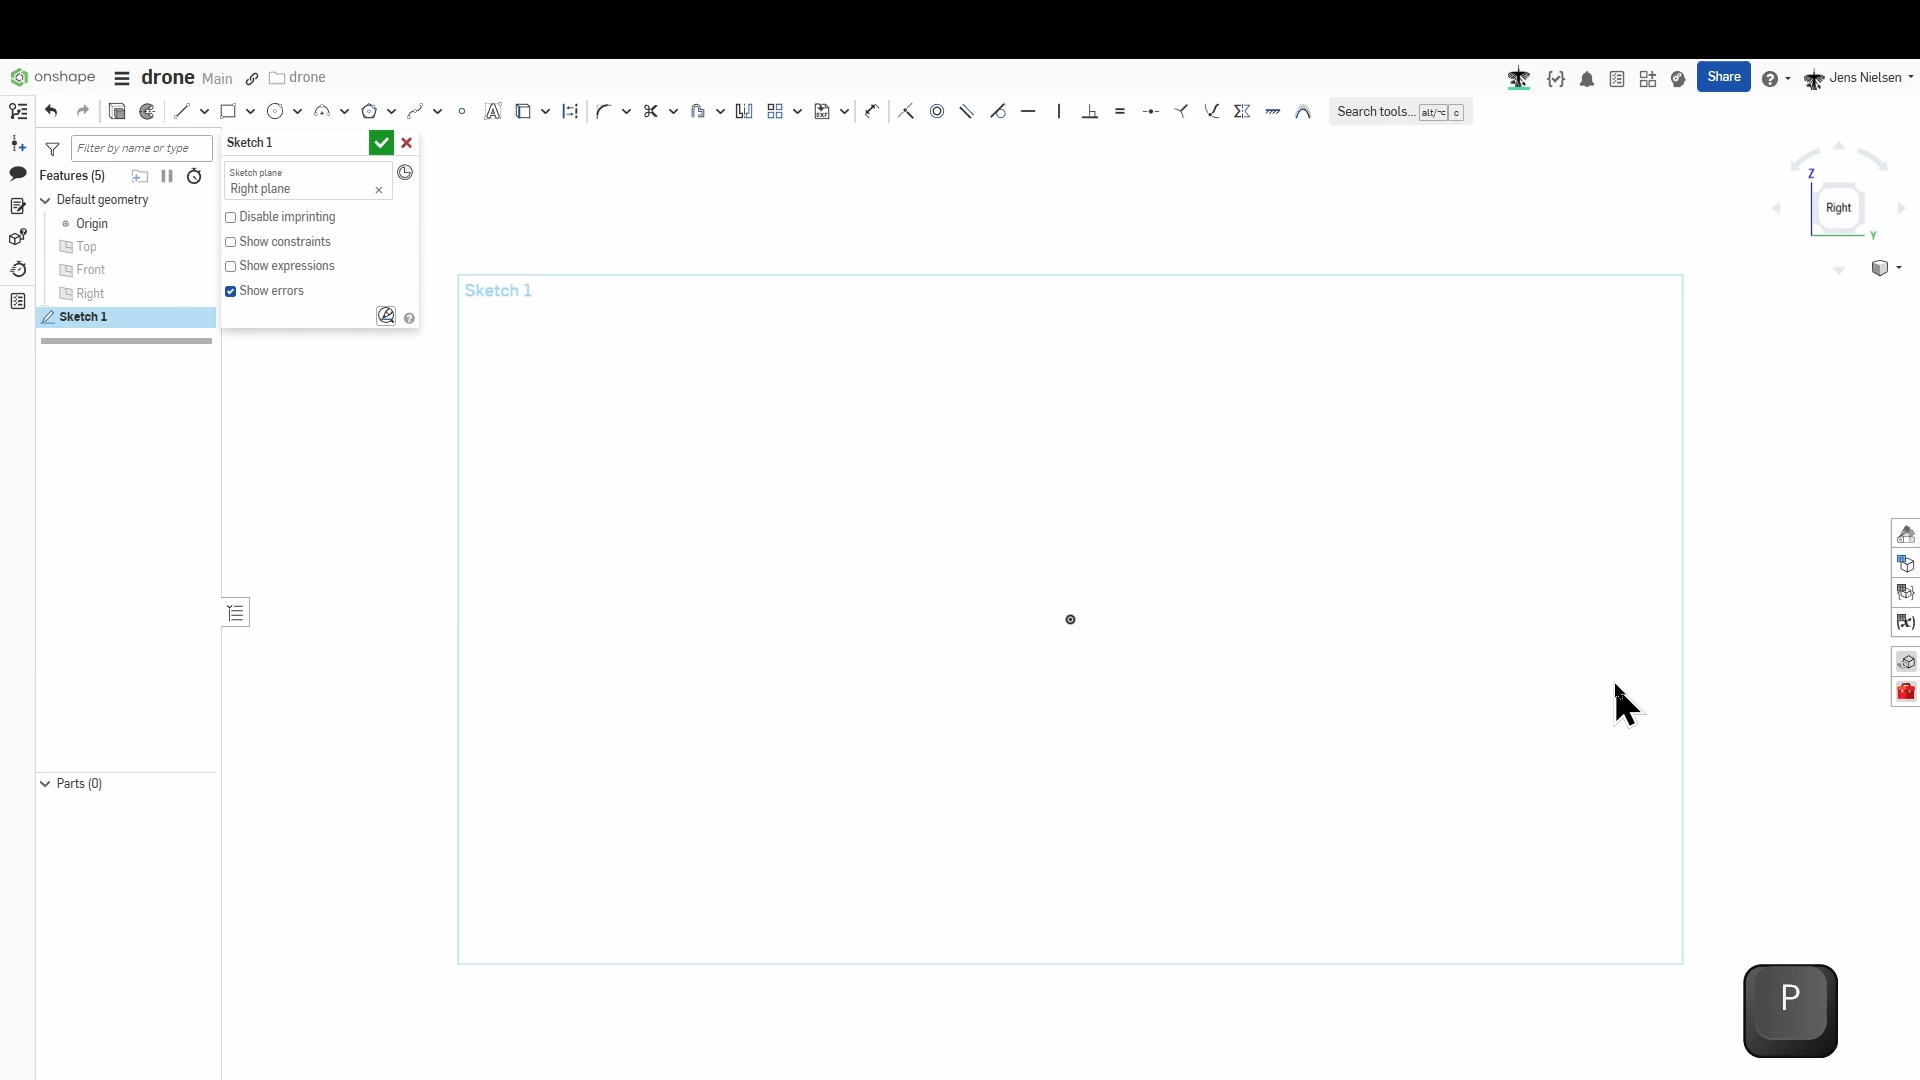 onshape drone Main drone Share Jens Nielsen
Search tools... alt/⌥ c
Filter by name or type
Features (5)
Default geometry
Origin
Top
Front
Right
Sketch 1
Sketch 1
Sketch plane
Right plane
Disable imprinting
Show constraints
Show expressions
Show errors
Sketch 1
Z
Right
Y
Parts (0)
P